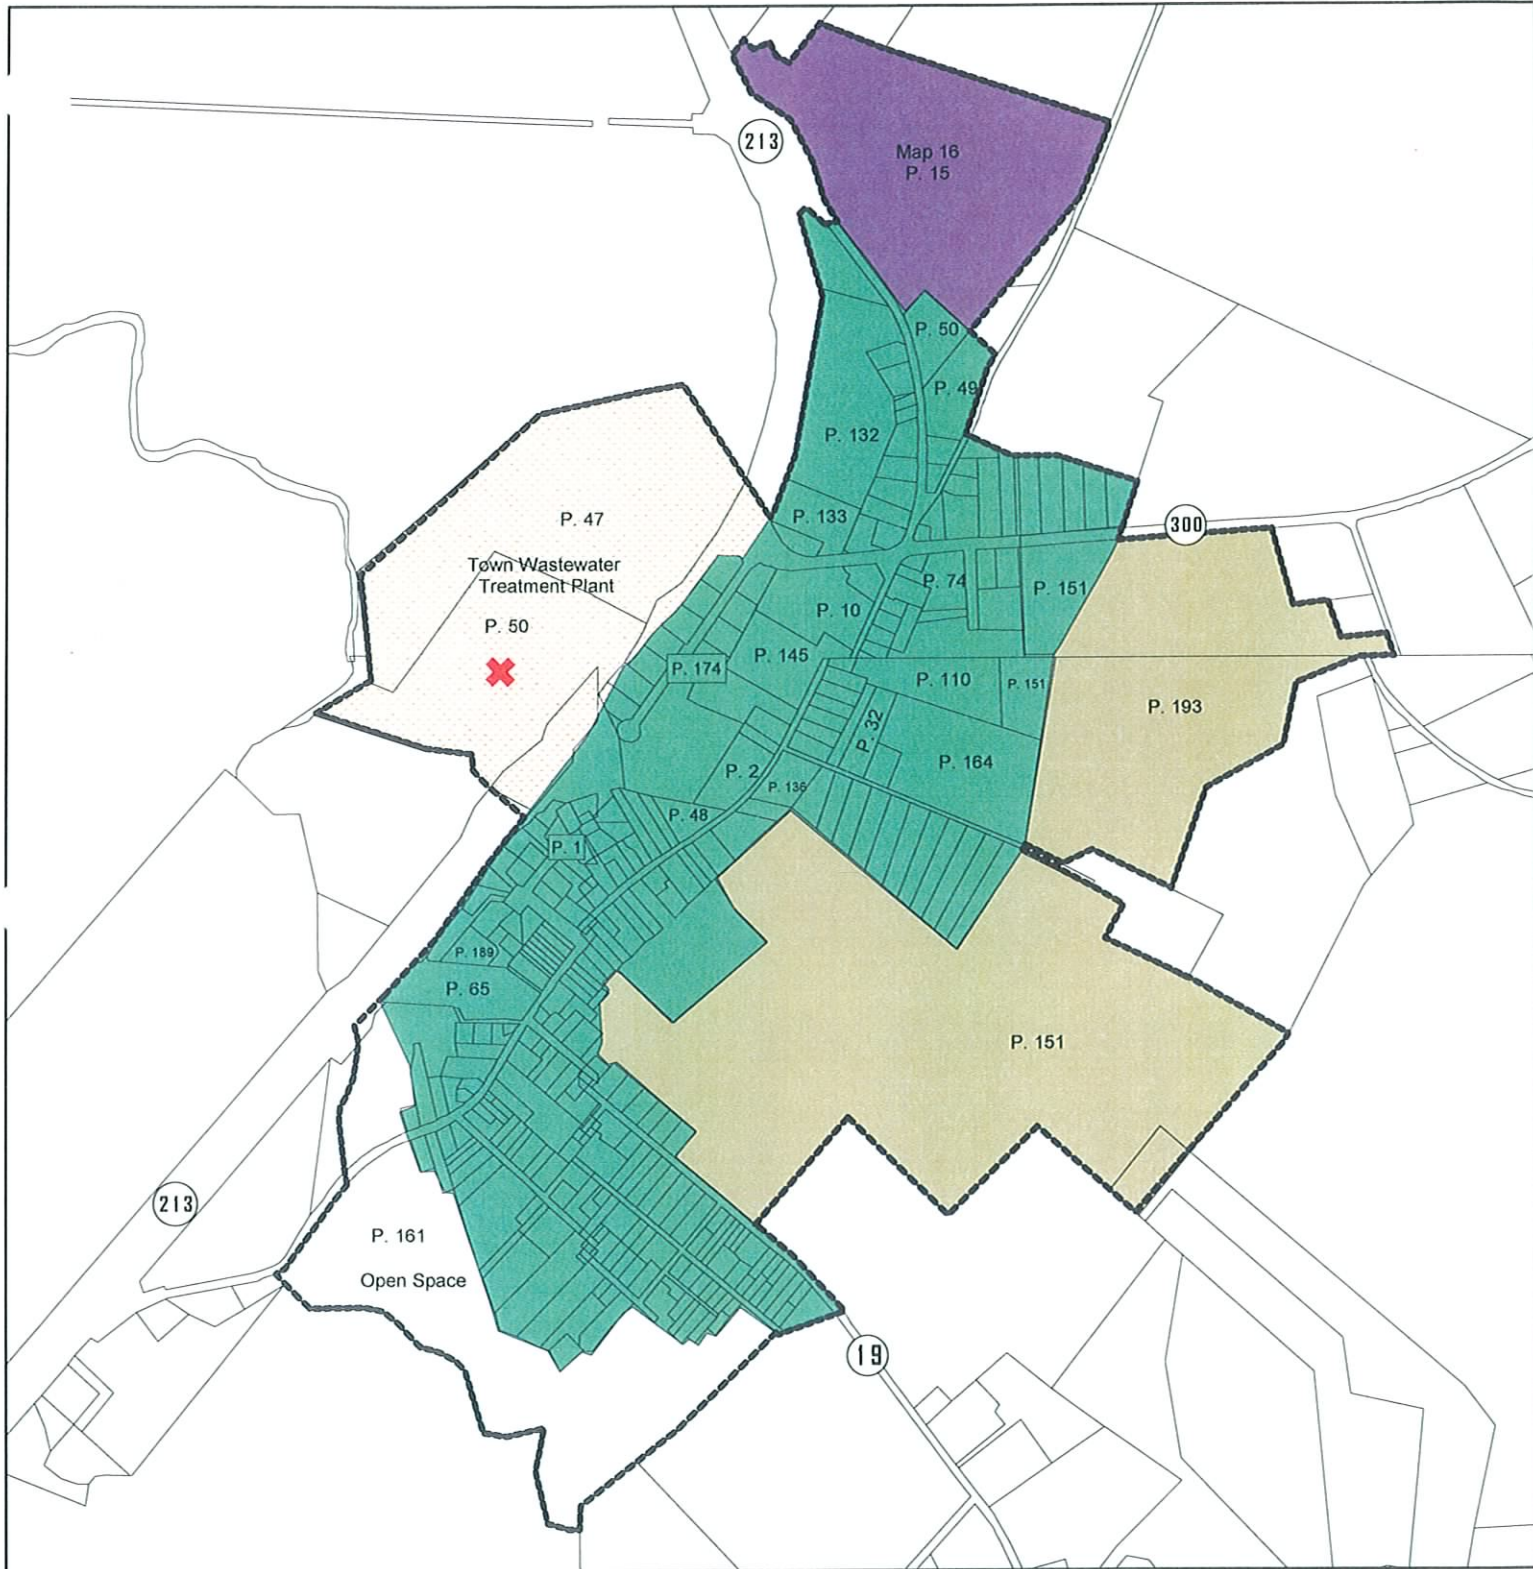 213
Map 16
P. 15
P. 50
P. 49
P. 132
P. 47
P. 133
300
Town Wastewater
Treatment Plant
P. 74
P. 151
P. 10
P. 50
P. 145
P. 174
P. 110
P. 151
P. 193
P. 32
P. 164
P. 2
P. 136
P. 48
P. 1
P. 189
P. 65
P. 151
213
P. 161
Open Space
19